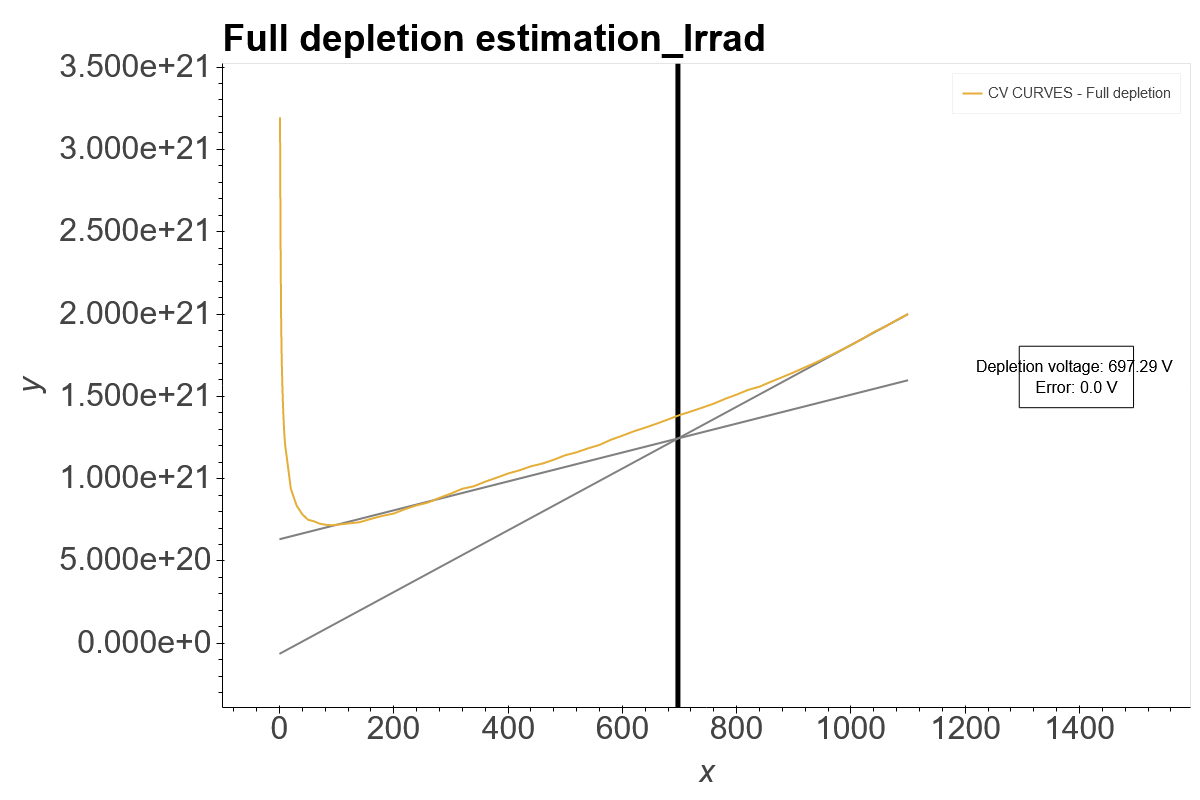 Full depletion estimation_Irrad
3.500e+21
3.000e+21
2.500e+21
2.000e+21
1.500e+21
1.000e+21
5.000e+20
0.000e+0
y
CV CURVES - Full depletion
Depletion voltage: 697.29 V
Error: 0.0 V
0 200 400 600 800 1000 1200 1400
x